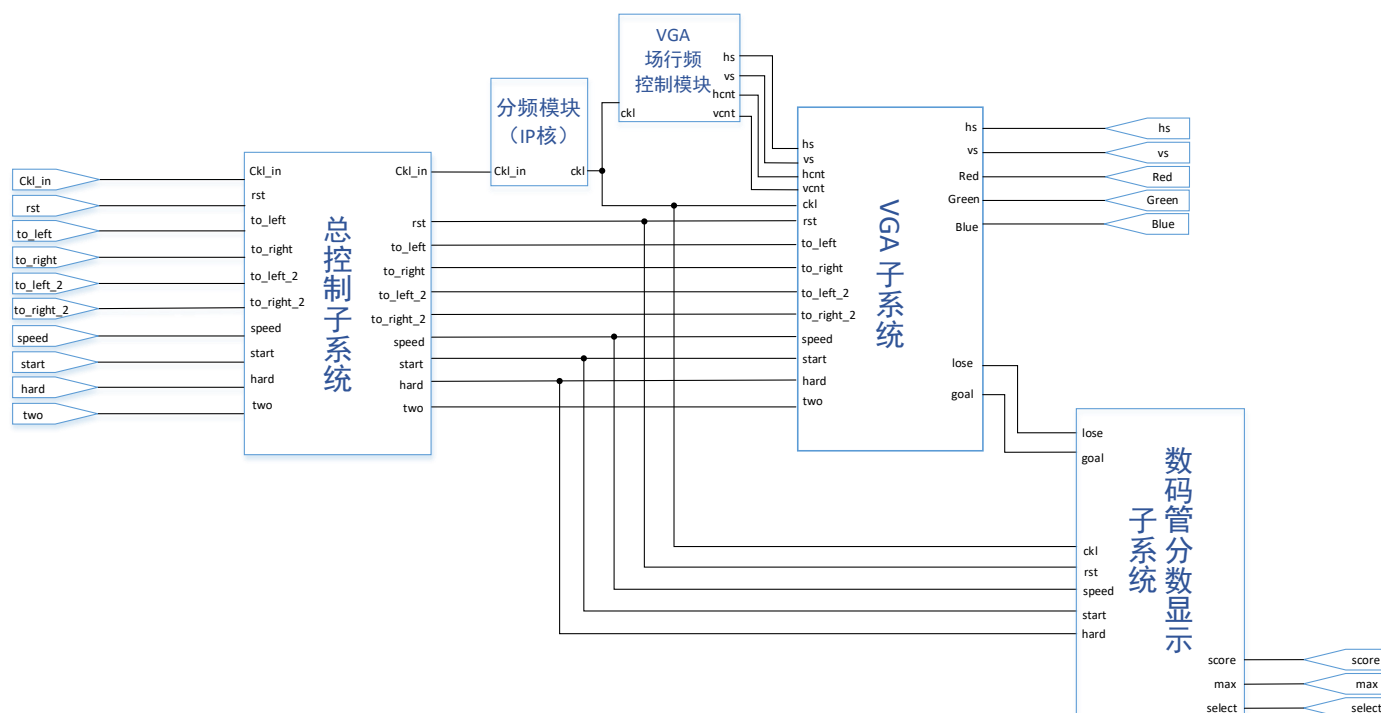 VGA
场行频
控制模块
hs
vs
hcnt
vcnt
ckl
分频模块
（IP核）
Ckl_in
ckl
Ckl_in
rst
to_left
to_right
to_left_2
to_right_2
speed
start
hard
two
总控制子系统
Ckl_in
rst
to_left
to_right
to_left_2
to_right_2
speed
start
hard
two
Ckl_in
rst
to_left
to_right
to_left_2
to_right_2
speed
start
hard
two
VGA 子系统
hs
vs
hcnt
vcnt
ckl
rst
to_left
to_right
to_left_2
to_right_2
speed
start
hard
two
hs
vs
Red
Green
Blue
lose
goal
hs
vs
Red
Green
Blue
数码管分数显示
子系统
lose
goal
ckl
rst
speed
start
hard
score
max
select
score
max
select